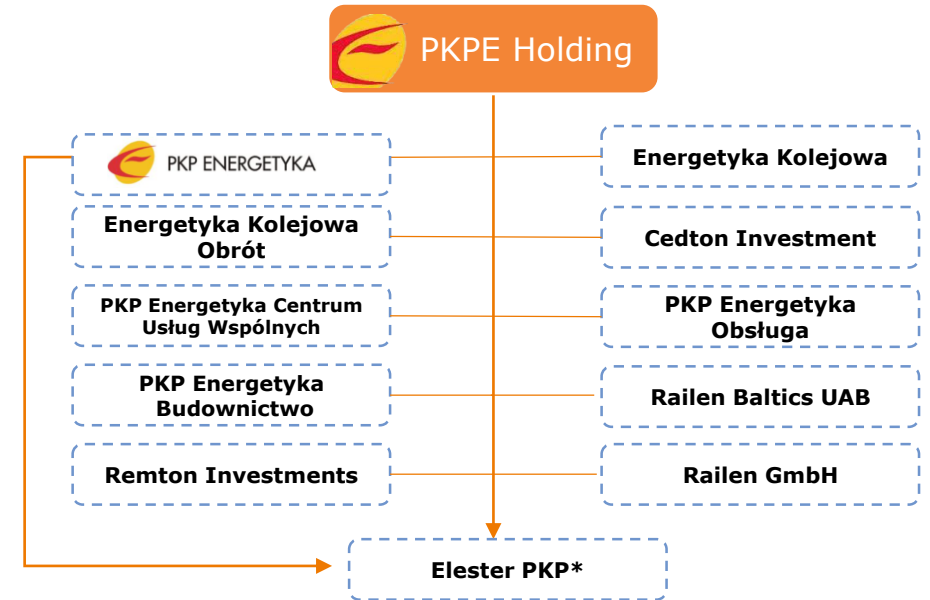 PKPE Holding
PKP ENERGETYKA
Energetyka Kolejowa
Energetyka Kolejowa
Obrót
Cedton Investment
PKP Energetyka Centrum
Usług Wspólnych
PKP Energetyka
Obsługa
PKP Energetyka
Budownictwo
Railen Baltics UAB
Remton Investments
Railen GmbH
Elester PKP*